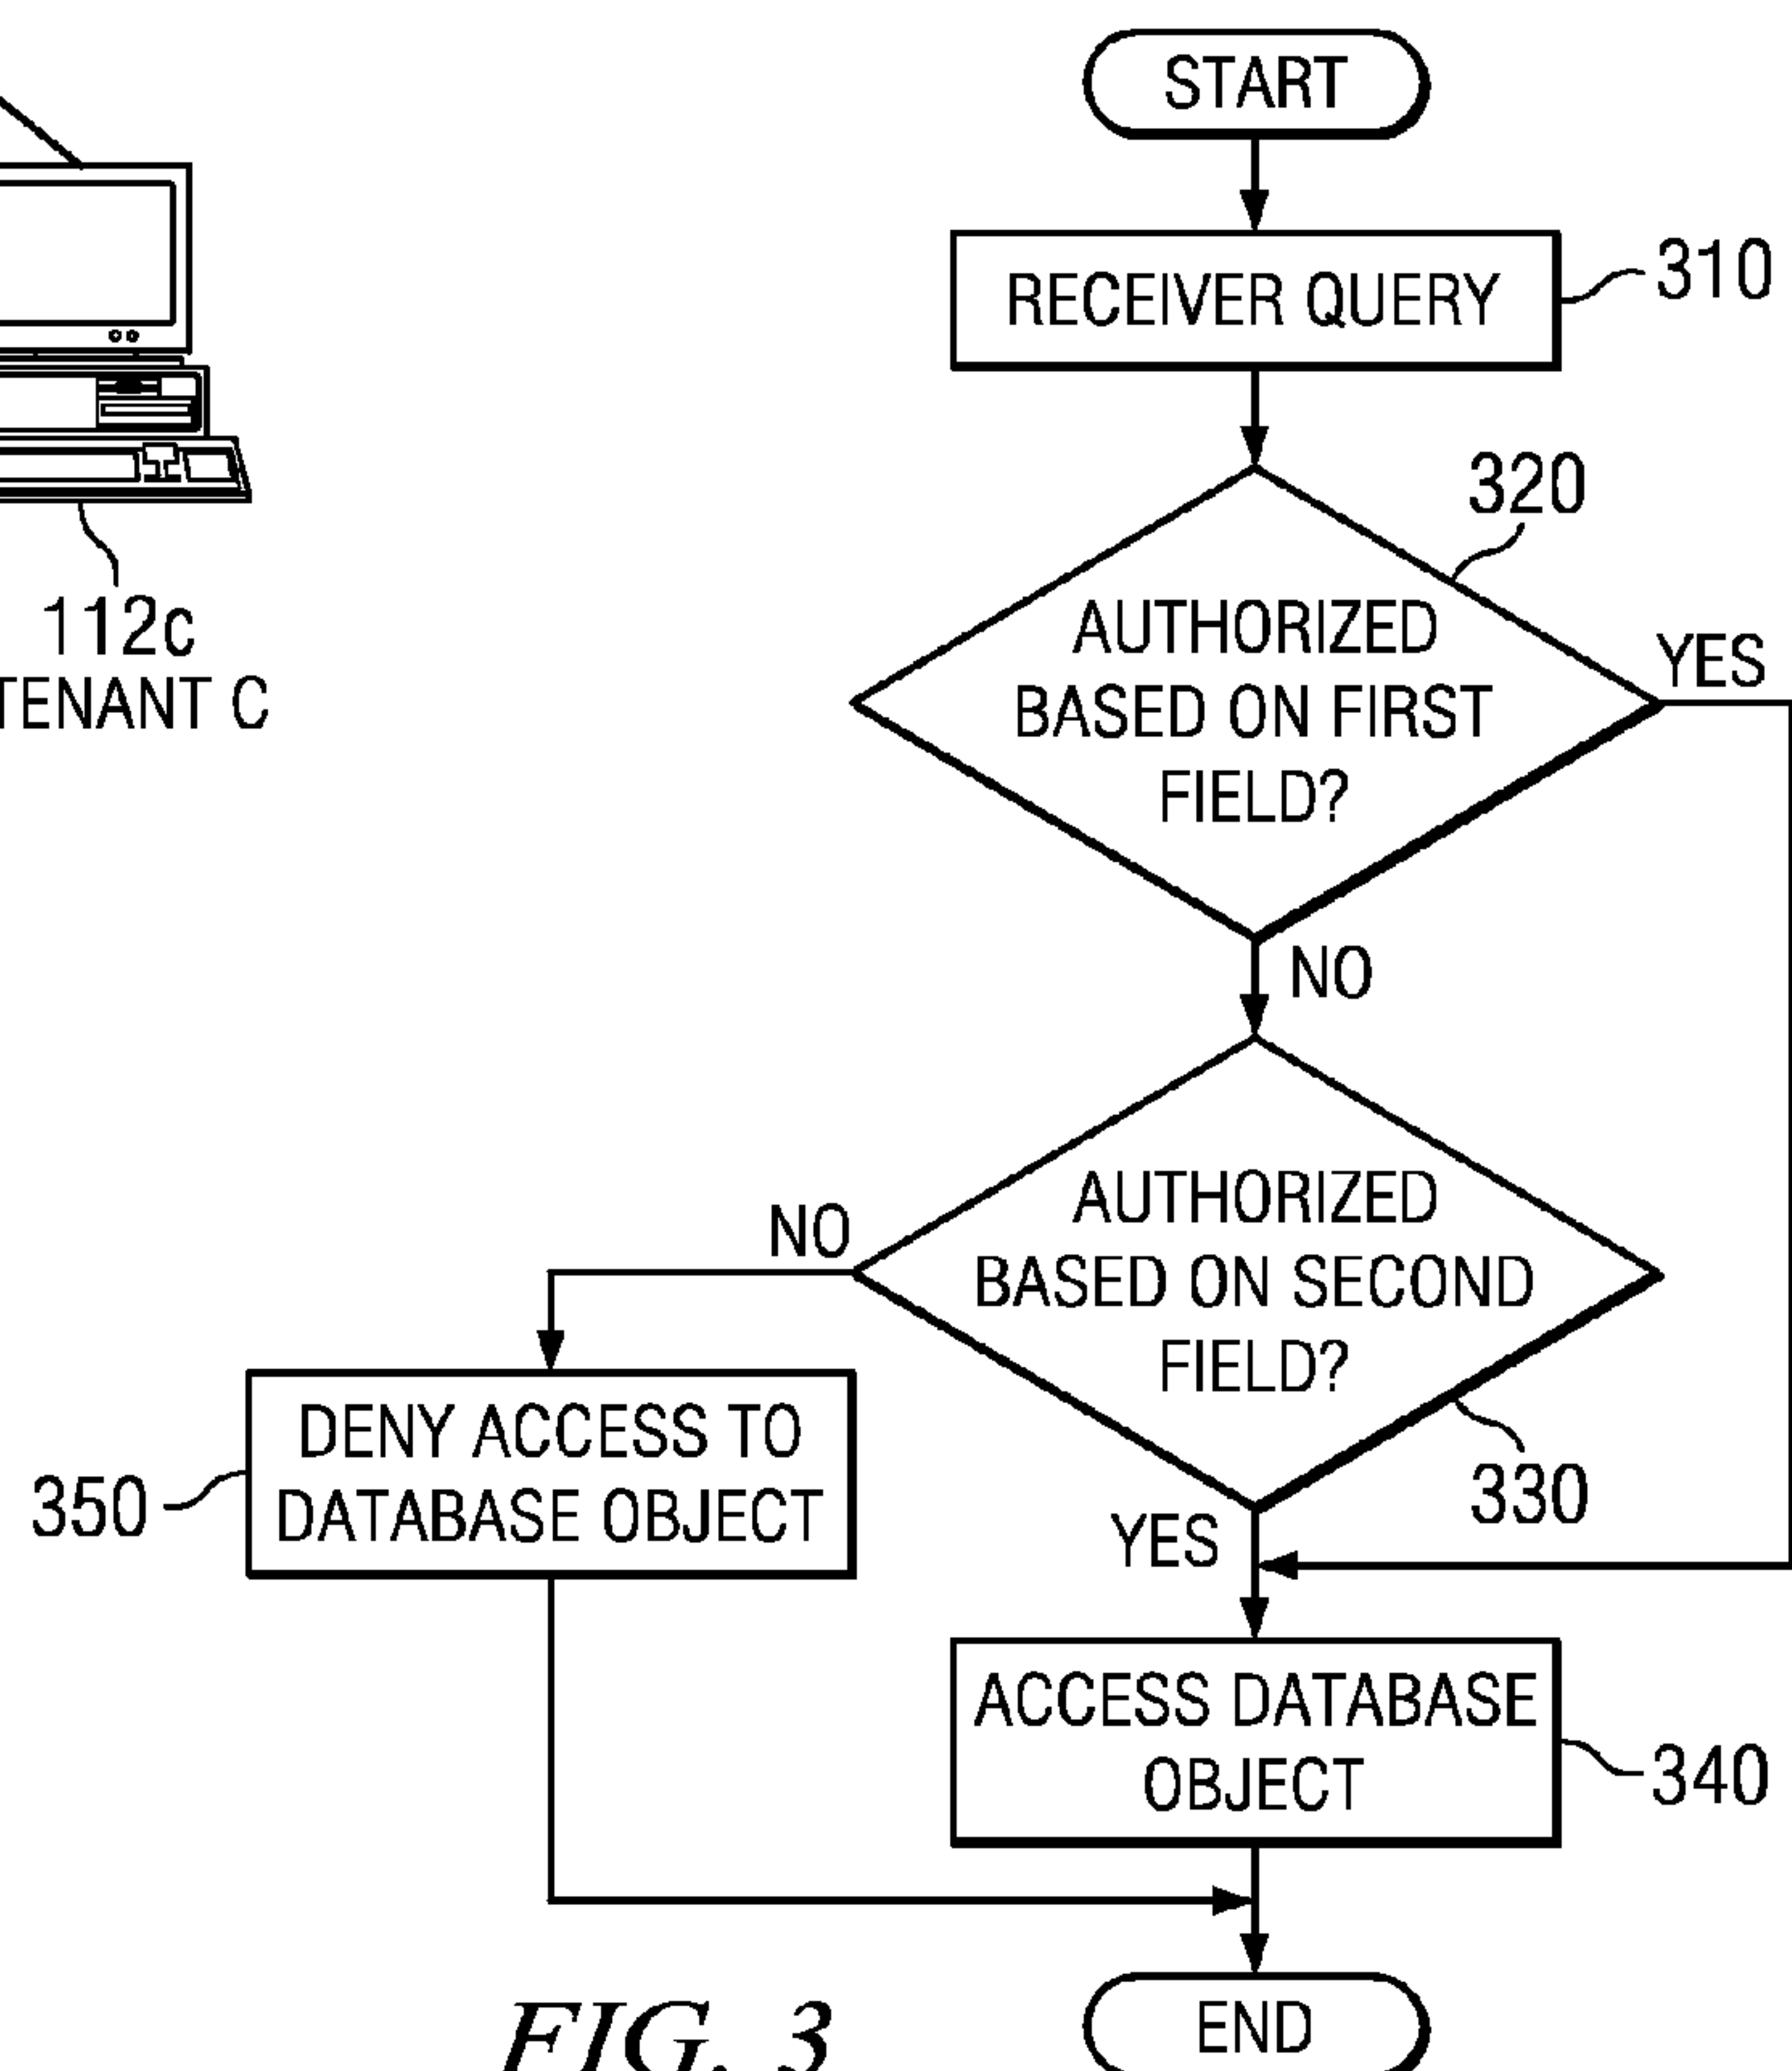 START
RECEIVER QUERY
310
320
AUTHORIZED
BASED ON FIRST
FIELD?
YES
NO
112c
TENANT C
AUTHORIZED
BASED ON SECOND
FIELD?
NO
330
YES
DENY ACCESS TO
DATABASE OBJECT
350
ACCESS DATABASE
OBJECT
340
END
FIG. 3